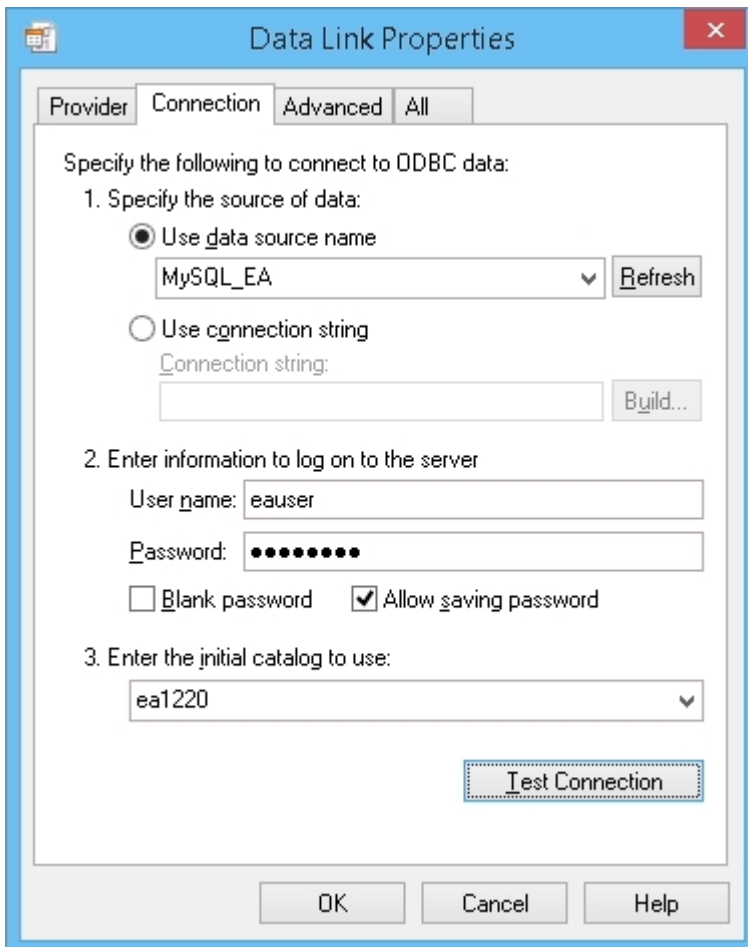 Data Link Properties
Provider Connection Advanced All
Specify the following to connect to ODBC data:
1. Specify the source of data:
Use data source name
MySQL_EA Refresh
Use connection string
Connection string:
Build...
2. Enter information to log on to the server
User name: eauser
Password: ●●●●●●●●
Blank password Allow saving password
3. Enter the initial catalog to use:
ea1220
Test Connection
OK Cancel Help